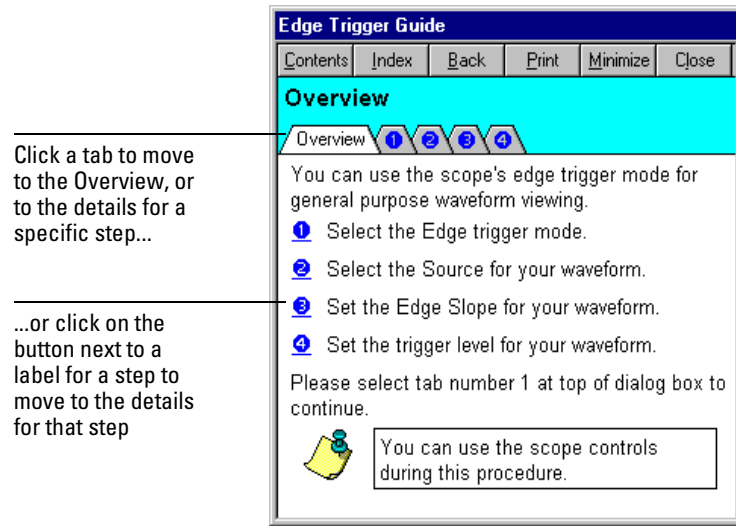 Edge Trigger Guide
Contents Index Back Print Minimize Close
Overview
Overview 1 2 3 4
Click a tab to move
to the Overview, or
to the details for a
specific step...
You can use the scope's edge trigger mode for
general purpose waveform viewing.
1 Select the Edge trigger mode.
2 Select the Source for your waveform.
...or click on the
button next to a
label for a step to
move to the details
for that step
3 Set the Edge Slope for your waveform.
4 Set the trigger level for your waveform.
Please select tab number 1 at top of dialog box to
continue.
You can use the scope controls
during this procedure.